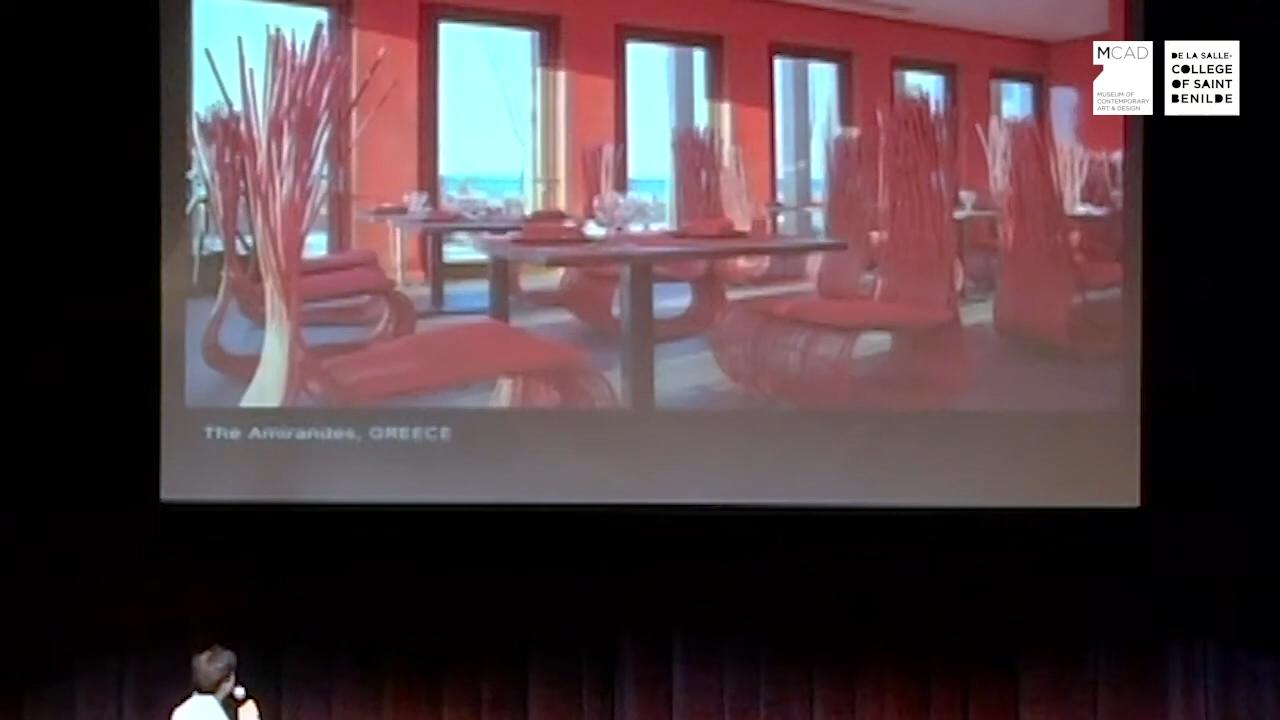 MCAD
MUSEUM OF
CONTEMPORARY
ART & DESIGN
DE LA SALLE-
COLLEGE
OF SAINT
BENILDE
The Amirandes, GREECE